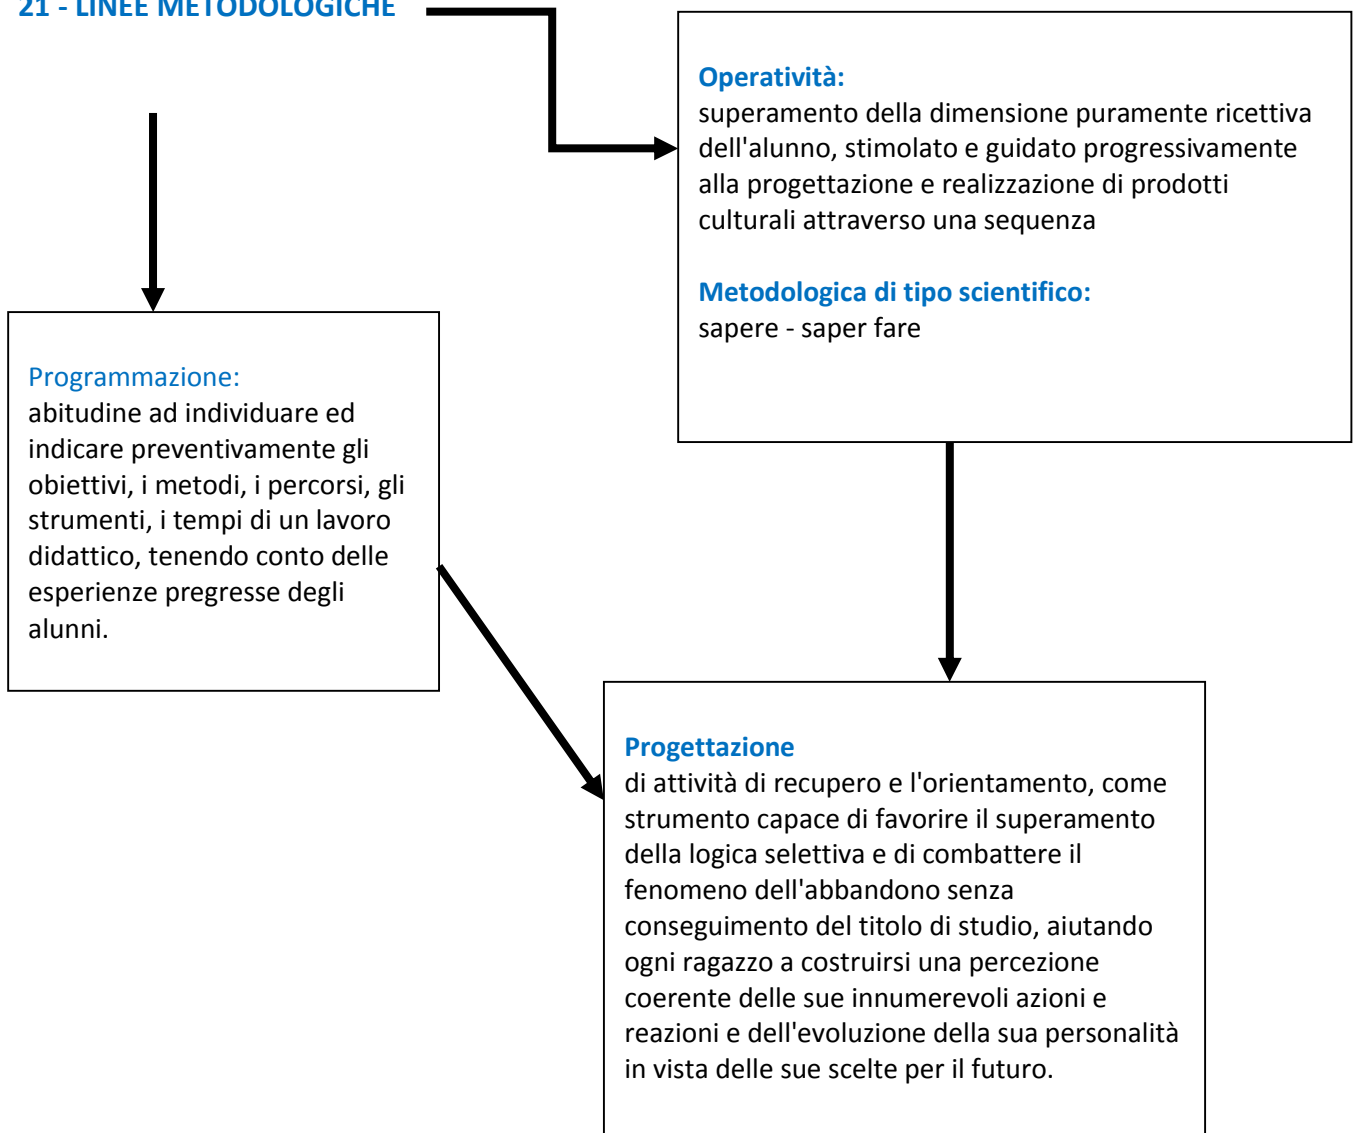 21 - LINEE METODOLOGICHE
Operatività:
superamento della dimensione puramente ricettiva
dell'alunno, stimolato e guidato progressivamente
alla progettazione e realizzazione di prodotti
culturali attraverso una sequenza
Metodologica di tipo scientifico:
sapere - saper fare
Programmazione:
abitudine ad individuare ed
indicare preventivamente gli
obiettivi, i metodi, i percorsi, gli
strumenti, i tempi di un lavoro
didattico, tenendo conto delle
esperienze pregresse degli
alunni.
Progettazione
di attività di recupero e l'orientamento, come
strumento capace di favorire il superamento
della logica selettiva e di combattere il
fenomeno dell'abbandono senza
conseguimento del titolo di studio, aiutando
ogni ragazzo a costruirsi una percezione
coerente delle sue innumerevoli azioni e
reazioni e dell'evoluzione della sua personalità
in vista delle sue scelte per il futuro.